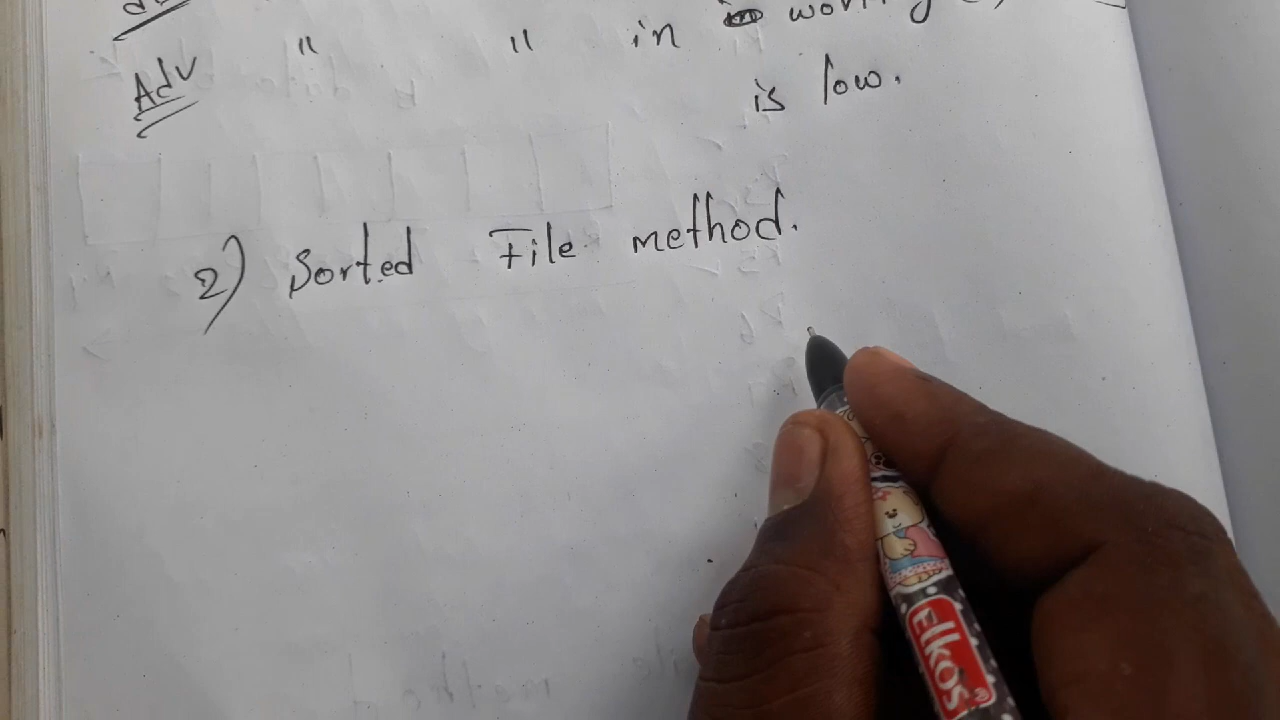 Adv " " in
is low.
2) Sorted File method.
Elkos®